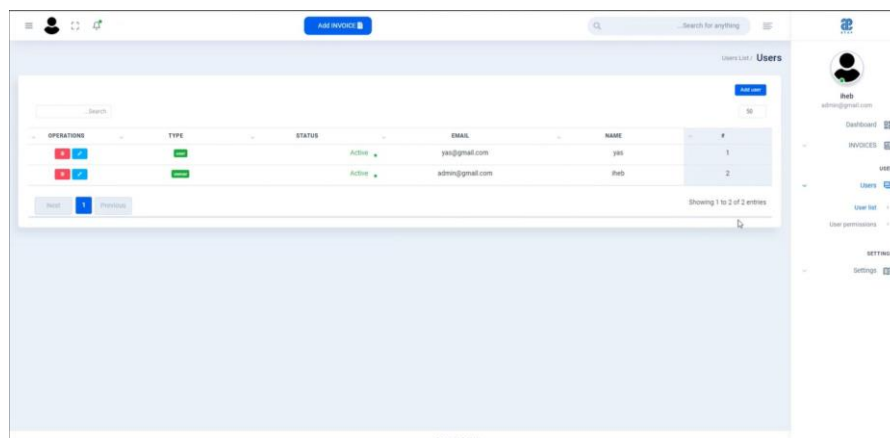 Add INVOICE
...Search for anything
Users List / Users
Add user
...Search
50
OPERATIONS TYPE STATUS EMAIL NAME #
Active yas@gmail.com yas 1
Active admin@gmail.com iheb 2
Next 1 Previous
Showing 1 to 2 of 2 entries
iheb
admin@gmail.com
Dashboard
INVOICES
USE
Users
User list
User permissions
SETTING
Settings